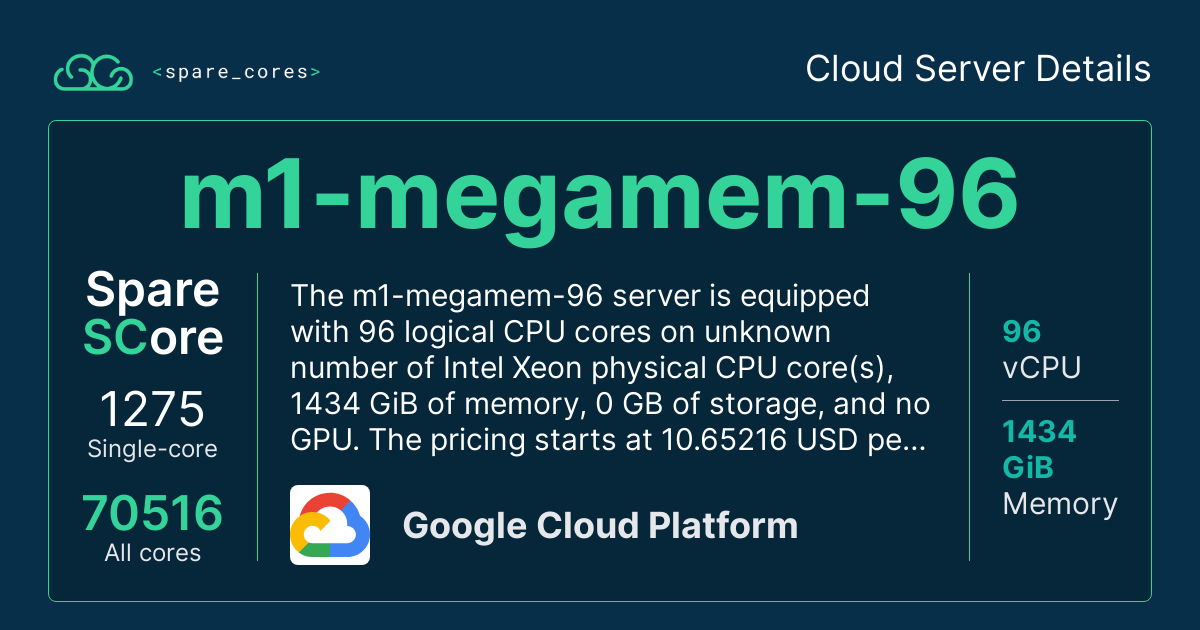 <spare_cores>
Cloud Server Details
m1-megamem-96
Spare
SCore
1275
Single-core
70516
All cores
The m1-megamem-96 server is equipped
with 96 logical CPU cores on unknown
number of Intel Xeon physical CPU core(s),
1434 GiB of memory, 0 GB of storage, and no
GPU. The pricing starts at 10.65216 USD pe...
Google Cloud Platform
96
vCPU
1434
GiB
Memory